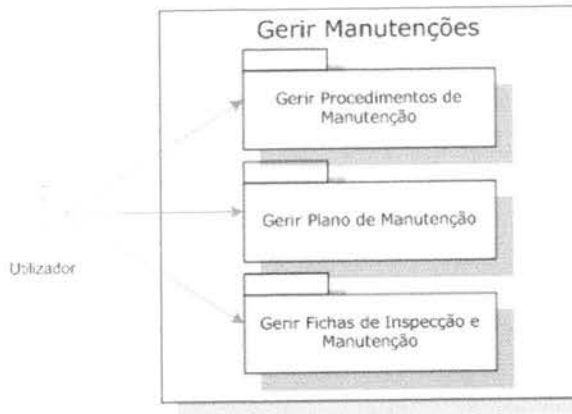 Gerir Manutenções
Gerir Procedimentos de
Manutenção
Gerir Plano de Manutenção
Utilizador
Gerir Fichas de Inspecção e
Manutenção